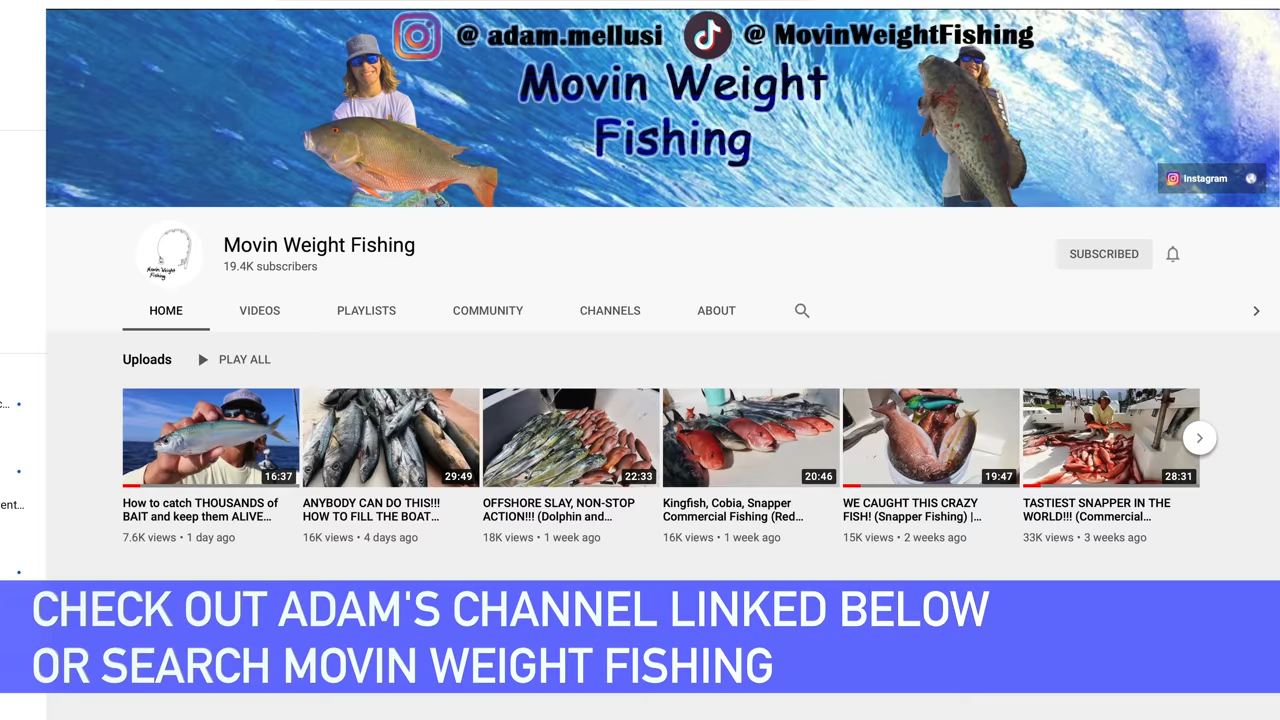 @ adam.mellusi @ MovinWeightFishing
Movin Weight
Fishing
Instagram
Movin Weight
Fishing
Movin Weight Fishing
19.4K subscribers
SUBSCRIBED
HOME VIDEOS PLAYLISTS COMMUNITY CHANNELS ABOUT
Uploads PLAY ALL
c...
ent...
16:37
How to catch THOUSANDS of
BAIT and keep them ALIVE...
7.6K views • 1 day ago
29:49
ANYBODY CAN DO THIS!!!
HOW TO FILL THE BOAT...
16K views • 4 days ago
22:33
OFFSHORE SLAY, NON-STOP
ACTION!!! (Dolphin and...
18K views • 1 week ago
20:46
Kingfish, Cobia, Snapper
Commercial Fishing (Red...
16K views • 1 week ago
19:47
WE CAUGHT THIS CRAZY
FISH! (Snapper Fishing) |...
15K views • 2 weeks ago
28:31
TASTIEST SNAPPER IN THE
WORLD!!! (Commercial...
33K views • 3 weeks ago
CHECK OUT ADAM'S CHANNEL LINKED BELOW
OR SEARCH MOVIN WEIGHT FISHING